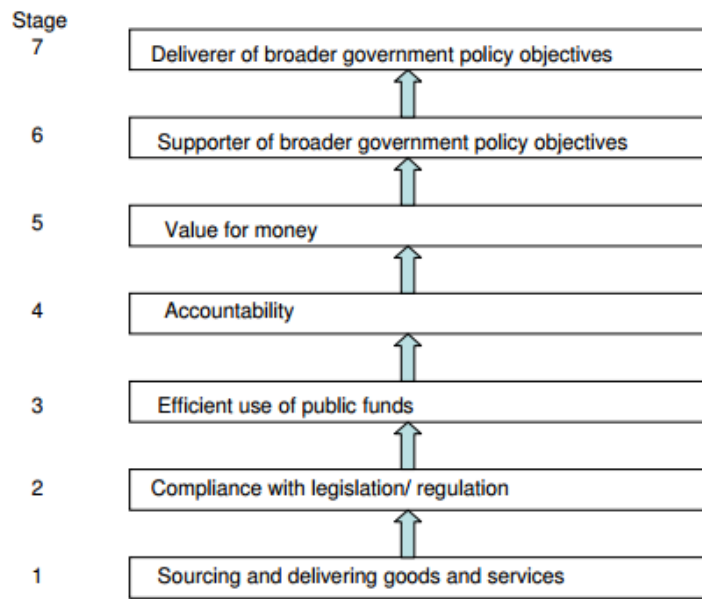 Stage
7 Deliverer of broader government policy objectives
6 Supporter of broader government policy objectives
5 Value for money
4 Accountability
3 Efficient use of public funds
2 Compliance with legislation/ regulation
1 Sourcing and delivering goods and services